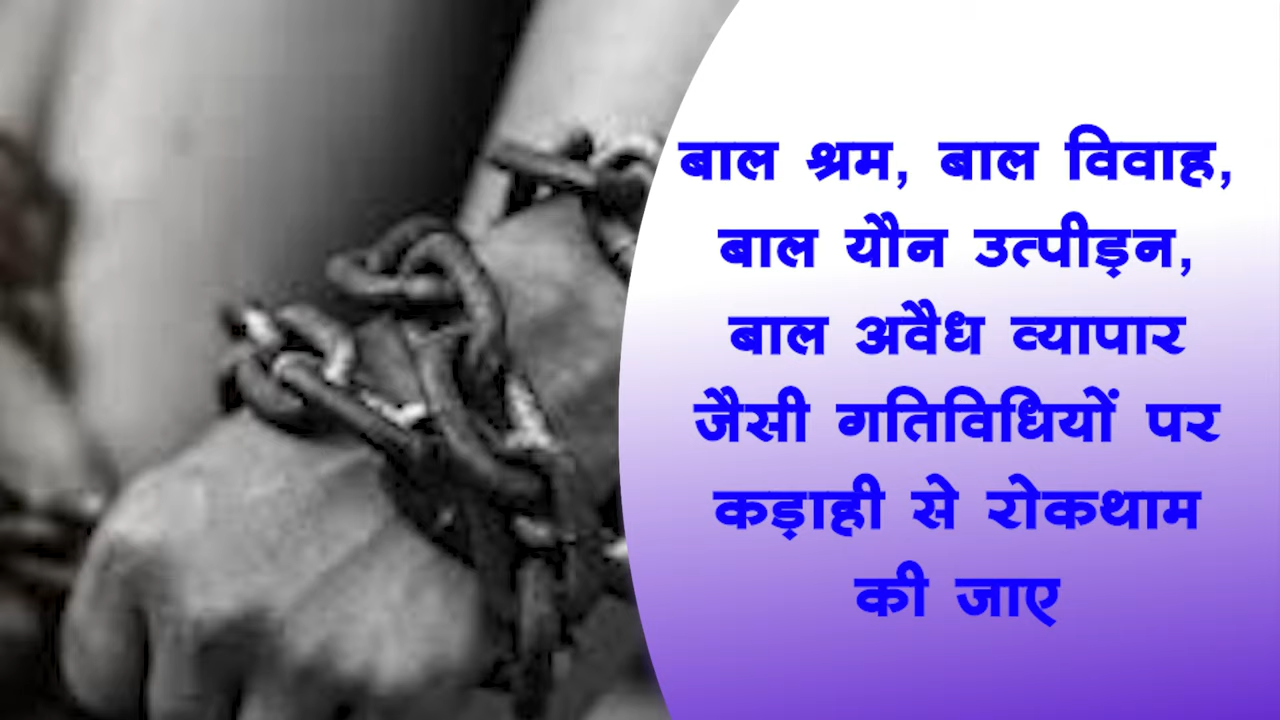 बाल श्रम, बाल विवाह,
बाल यौन उत्पीड़न,
बाल अवैध व्यापार
जैसी गतिविधियों पर
कड़ाही से रोकथाम
की जाए